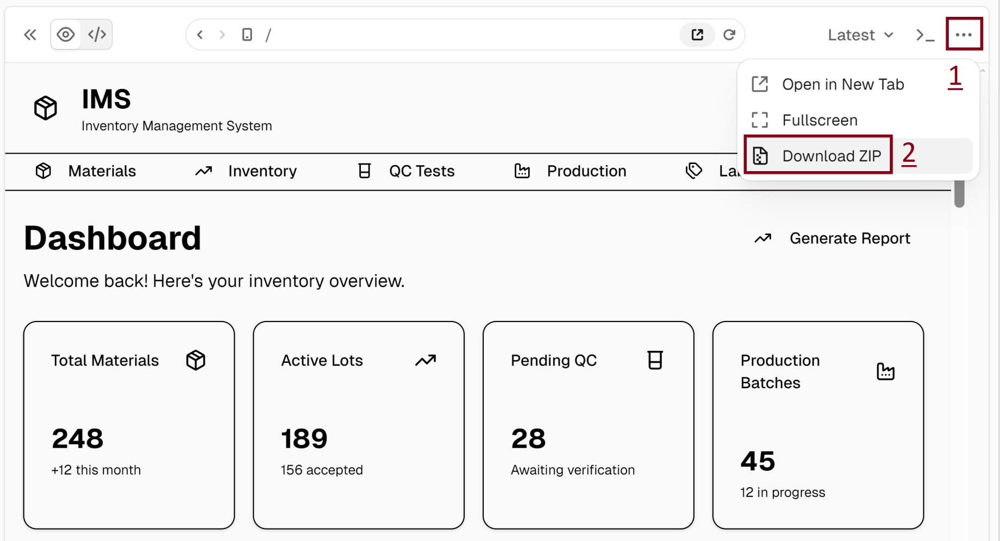 /
Latest
1
Open in New Tab
Fullscreen
Download ZIP
2
IMS
Inventory Management System
Materials
Inventory
QC Tests
Production
Dashboard
Generate Report
Welcome back! Here's your inventory overview.
Total Materials
248
+12 this month
Active Lots
189
156 accepted
Pending QC
28
Awaiting verification
Production
Batches
45
12 in progress